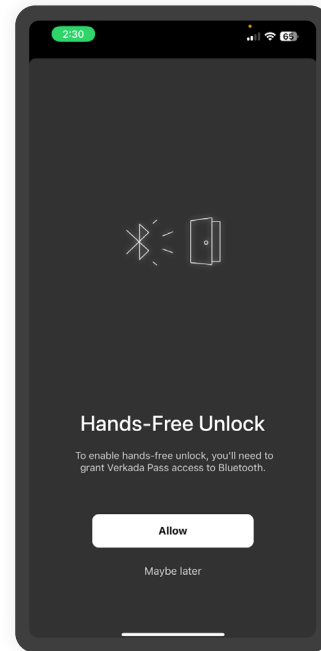 2:30
65
Hands-Free Unlock
To enable hands-free unlock, you'll need to
grant Verkada Pass access to Bluetooth.
Allow
Maybe later